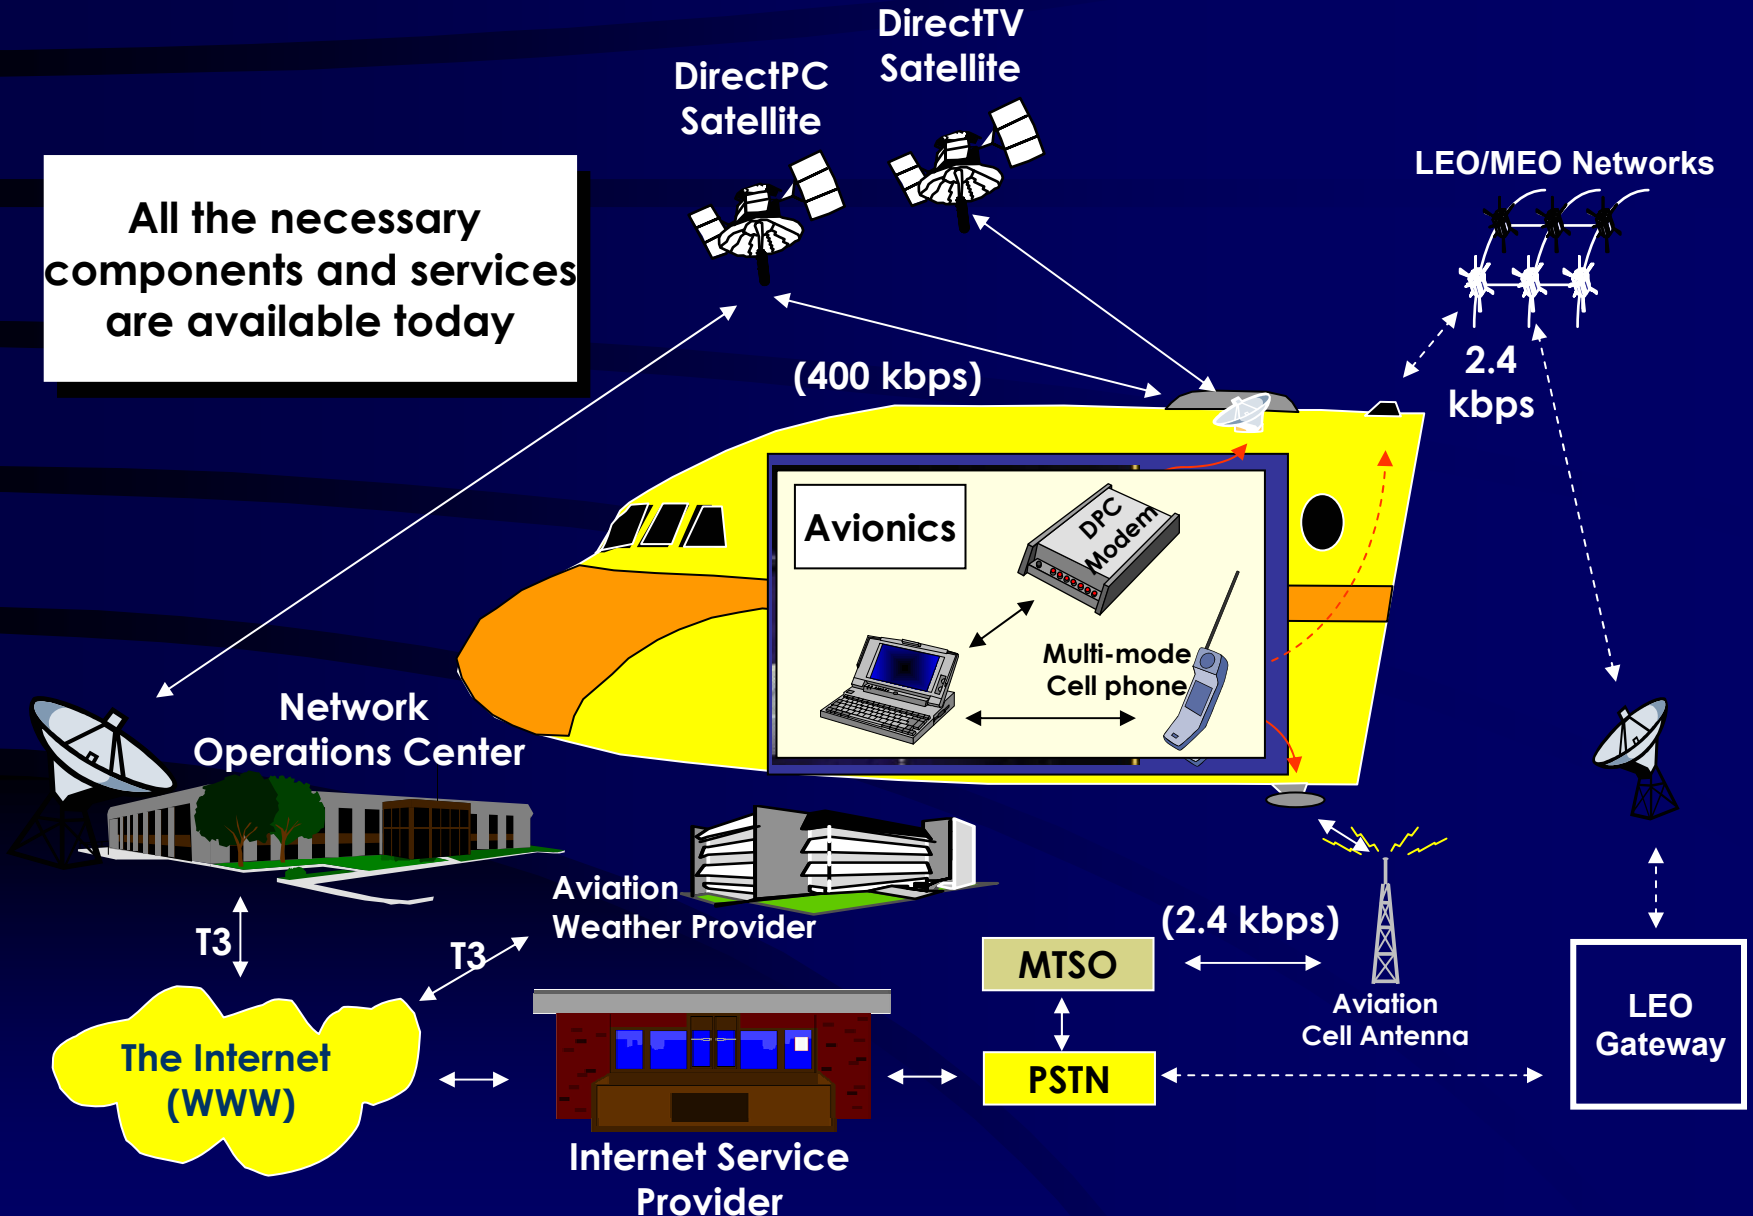 DirectTV
Satellite
DirectPC
Satellite
LEO/MEO Networks
All the necessary
components and services
are available today
(400 kbps)
2.4
kbps
Avionics
DPC
Modem
Multi-mode
Cell phone
Network
Operations Center
Aviation
Weather Provider
T3
T3
(2.4 kbps)
MTSO
Aviation
Cell Antenna
LEO
Gateway
The Internet
(WWW)
PSTN
Internet Service
Provider